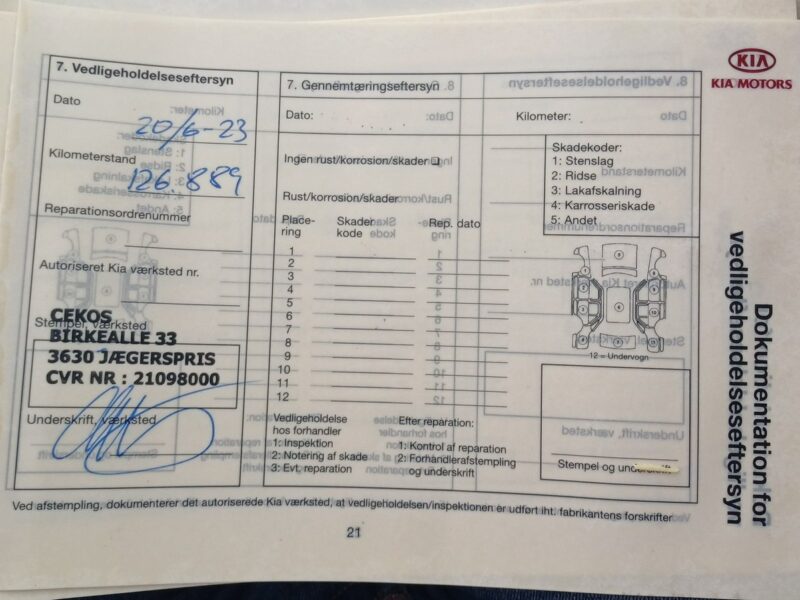 KIA
KIA MOTORS
Dokumentation for
vedligeholdelseseftersyn
7. Vedligeholdelseseftersyn
Dato
20/6-23
Kilometerstand
126.889
Reparationsordrenummer
Autoriseret Kia værksted nr.
Stempel, værksted
CEKOS
BIRKEALLE 33
3630 JÆGERSPRIS
CVR NR : 21098000
Underskrift, værksted
7. Gennemtæringseftersyn
Dato:
Kilometer:
Ingen rust/korrosion/skader
Rust/korrosion/skader
Skadekoder:
1: Stenslag
2: Ridse
3: Lakafskalning
4: Karrosseriskade
5: Andet
Place-
ring
Skade-
kode
Rep. dato
1
2
3
4
5
6
7
8
9
10
11
12
12 = Undervogn
Vedligeholdelse
hos forhandler
1: Inspektion
2: Notering af skade
3: Evt. reparation
Efter reparation:
1: Kontrol af reparation
2: Forhandlerafstempling
og underskrift
Stempel og underskrift
Ved afstempling, dokumenterer det autoriserede Kia værksted, at vedligeholdelsen/inspektionen er udført iht. fabrikantens forskrifter
21